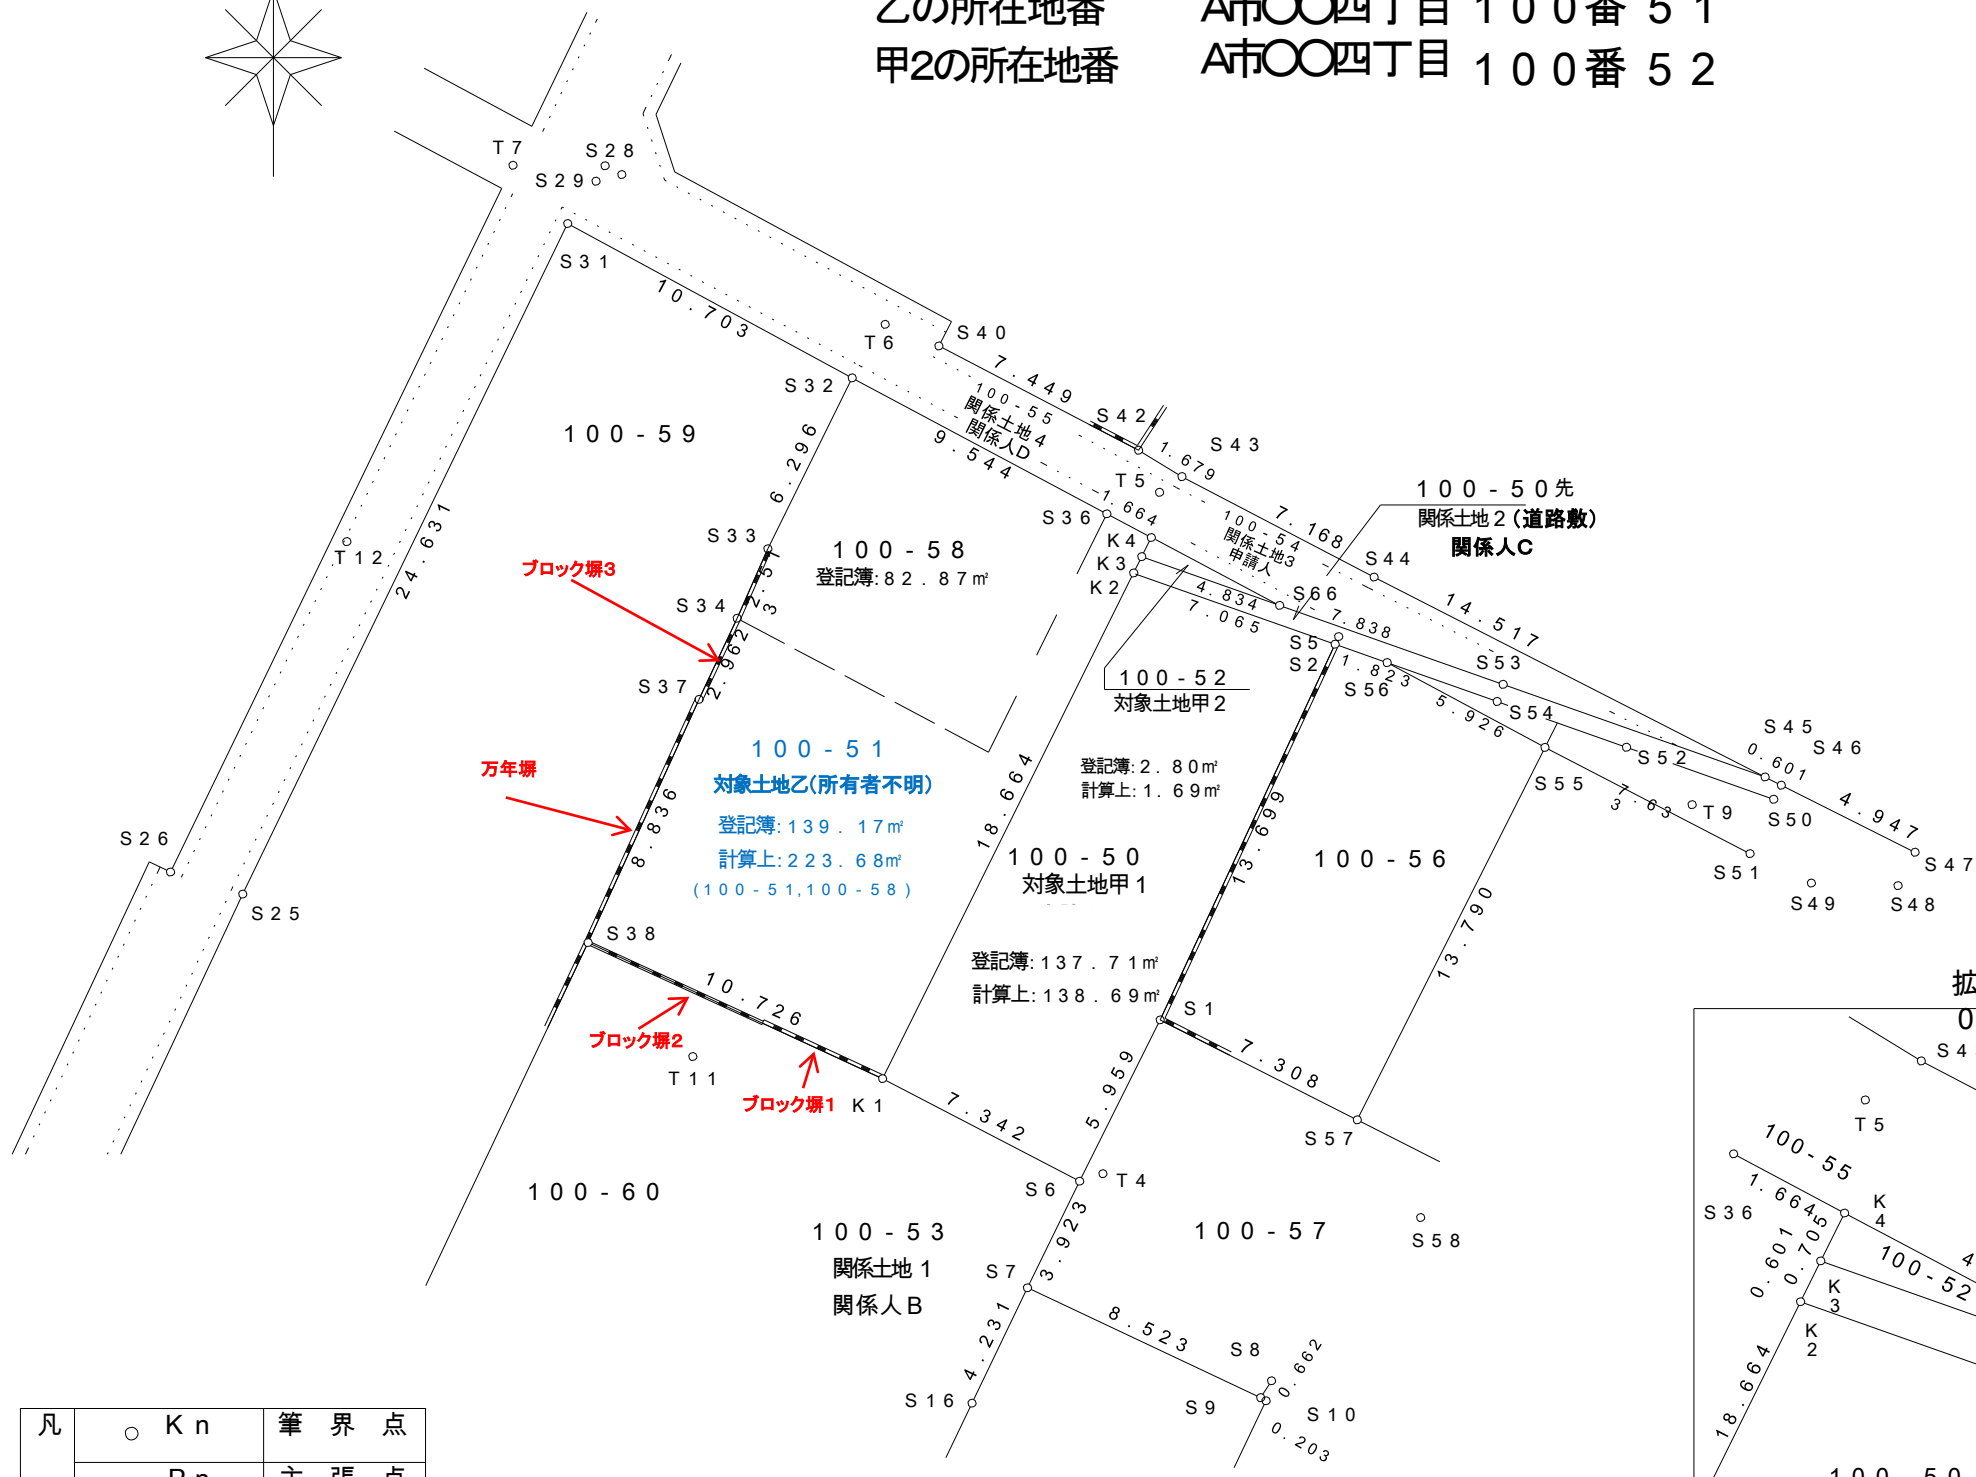 乙の所在地番 A市〇〇四丁目 100番51
甲2の所在地番 A市〇〇四丁目 100番52
T7
S28
S29
S31
10.703
T6
S40
S32
7.449
100-55
関係土地4
関係人D
S42
S43
1.679
100-59
6.296
9.544
T5
100-50先
関係土地2(道路敷)
関係人C
7.168
1.664
S36
100-54
関係土地3
申請人
S44
T12
24.631
S33
100-58
登記簿:82.87㎡
K4
K3
K2
ブロック塀3
2.513
S34
4.834
7.065
S66
7.838
14.517
S5
S2
S53
1.823
S56
2.962
S37
100-52
対象土地甲2
S54
5.926
100-51
対象土地乙(所有者不明)
S45
S46
0.601
S52
万年塀
登記簿:2.80㎡
計算上:1.69㎡
S55
7.633
T9
S50
4.947
8.836
18.664
13.699
登記簿:139.17㎡
計算上:223.68㎡
(100-51,100-58)
S26
100-50
対象土地甲1
100-56
S51
S47
S49
S48
S25
S38
登記簿:137.71㎡
計算上:138.69㎡
13.790
10.726
S1
拡
0
ブロック塀2
T11
ブロック塀1
K1
7.342
5.959
7.308
S57
S4
T5
100-55
S6
T4
1.664
S36
K4
100-60
100-53
関係土地1
関係人B
3.923
100-57
S58
0.601
0.705
100-52
4
K3
K2
S7
4.231
8.523
S8
0.662
S16
S9
S10
0.203
18.664
凡
Kn
筆界点
Pn
主張点
100-50